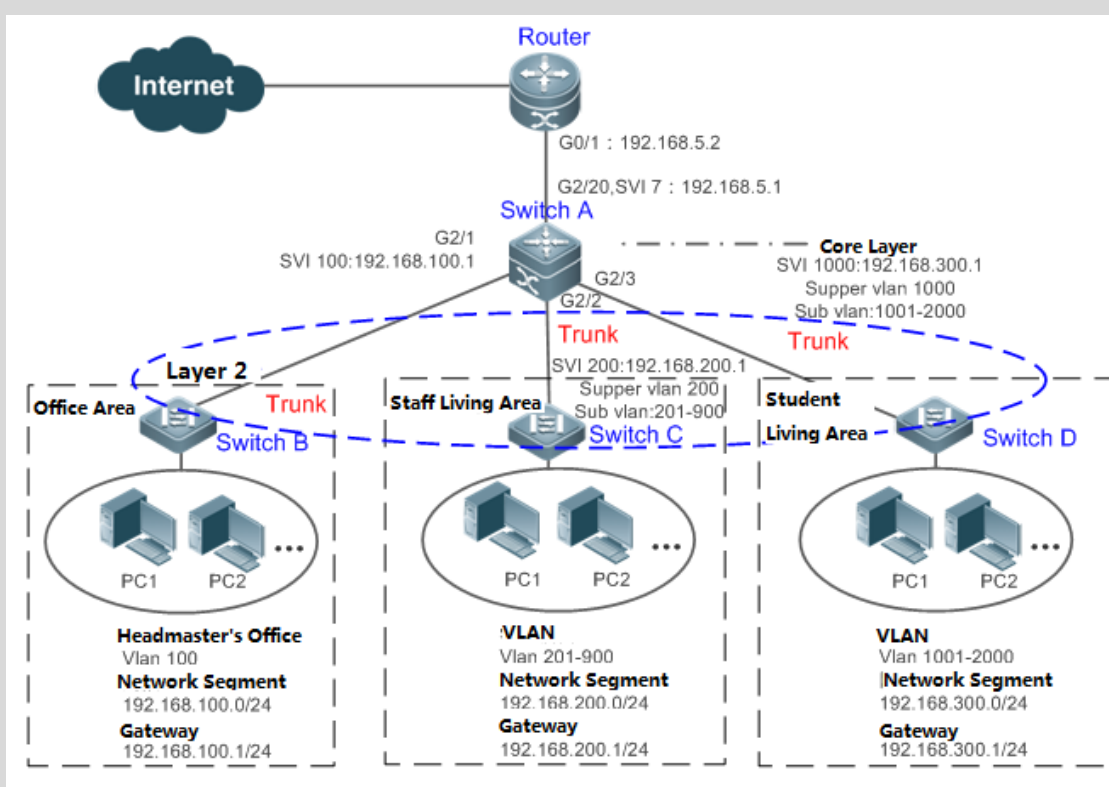 Router
Internet
G0/1：192.168.5.2
G2/20,SVI 7：192.168.5.1
Switch A
G2/1
SVI 100:192.168.100.1
Core Layer
SVI 1000:192.168.300.1
Supper vlan 1000
Sub vlan:1001-2000
G2/3
G2/2
Trunk
Trunk
SVI 200:192.168.200.1
Supper vlan 200
Sub vlan:201-900
Layer 2
Office Area
Trunk
Switch B
Staff Living Area
Switch C
Student
Living Area
Switch D
PC1
PC2
...
PC1
PC2
...
PC1
PC2
...
Headmaster's Office
Vlan 100
Network Segment
192.168.100.0/24
Gateway
192.168.100.1/24
VLAN
Vlan 201-900
Network Segment
192.168.200.0/24
Gateway
192.168.200.1/24
VLAN
Vlan 1001-2000
Network Segment
192.168.300.0/24
Gateway
192.168.300.1/24